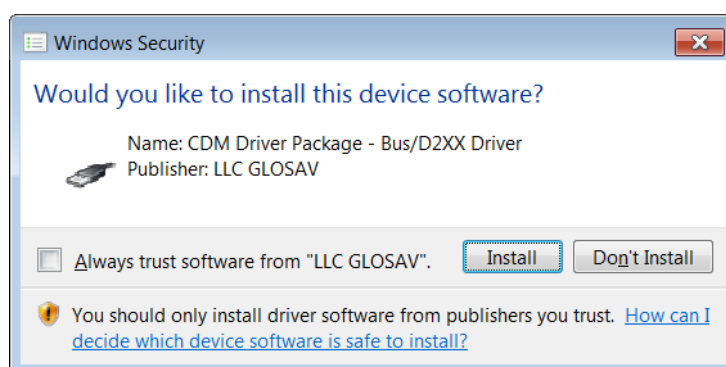 Windows Security
Would you like to install this device software?
Name: CDM Driver Package - Bus/D2XX Driver
Publisher: LLC GLOSAV
Always trust software from "LLC GLOSAV".
Install
Don't Install
You should only install driver software from publishers you trust. How can I
decide which device software is safe to install?